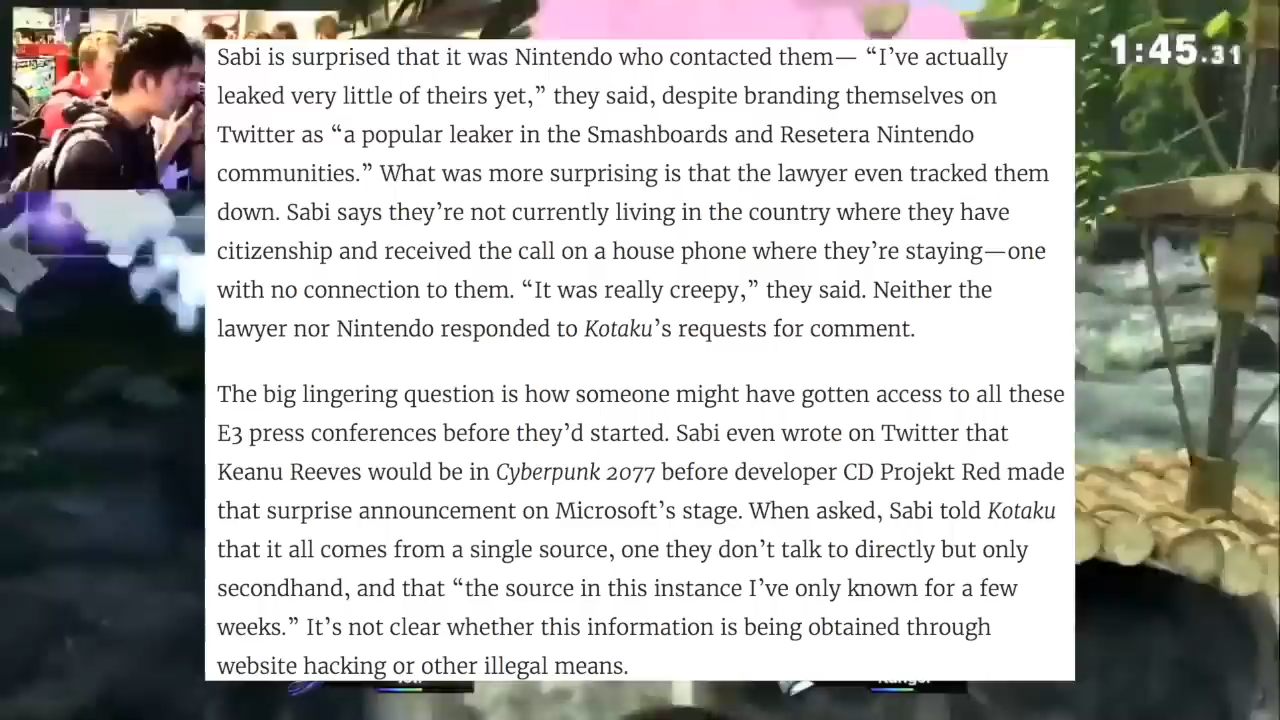 1:45.31
Sabi is surprised that it was Nintendo who contacted them— “I’ve actually
leaked very little of theirs yet,” they said, despite branding themselves on
Twitter as “a popular leaker in the Smashboards and Resetera Nintendo
communities.” What was more surprising is that the lawyer even tracked them
down. Sabi says they’re not currently living in the country where they have
citizenship and received the call on a house phone where they’re staying—one
with no connection to them. “It was really creepy,” they said. Neither the
lawyer nor Nintendo responded to Kotaku’s requests for comment.
The big lingering question is how someone might have gotten access to all these
E3 press conferences before they’d started. Sabi even wrote on Twitter that
Keanu Reeves would be in Cyberpunk 2077 before developer CD Projekt Red made
that surprise announcement on Microsoft’s stage. When asked, Sabi told Kotaku
that it all comes from a single source, one they don’t talk to directly but only
secondhand, and that “the source in this instance I’ve only known for a few
weeks.” It’s not clear whether this information is being obtained through
website hacking or other illegal means.